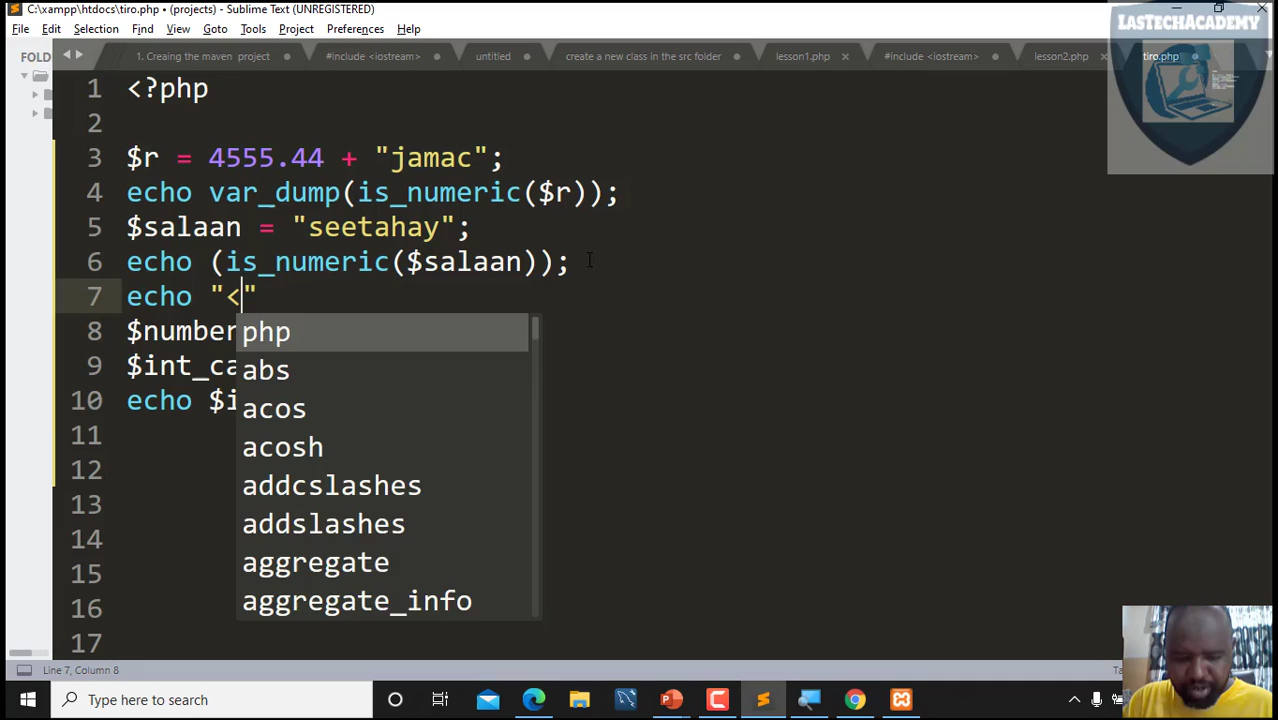 C:\xampp\htdocs\tiro.php • (projects) - Sublime Text (UNREGISTERED)
File Edit Selection Find View Goto Tools Project Preferences Help
FOLD
1. Creaing the maven project
#include <iostream>
untitled
create a new class in the src folder
lesson1.php
#include <iostream>
lesson2.php
tiro.php
LASTECHACADEMY
1 <?php
2
3 $r = 4555.44 + "jamac";
4 echo var_dump(is_numeric($r));
5 $salaan = "seetahay";
6 echo (is_numeric($salaan));
7 echo "<"
8 $number
9 $int_ca
10 echo $i
11
12
13
14
15
16
17
php
abs
acos
acosh
addcslashes
addslashes
aggregate
aggregate_info
Line 7, Column 8
Type here to search